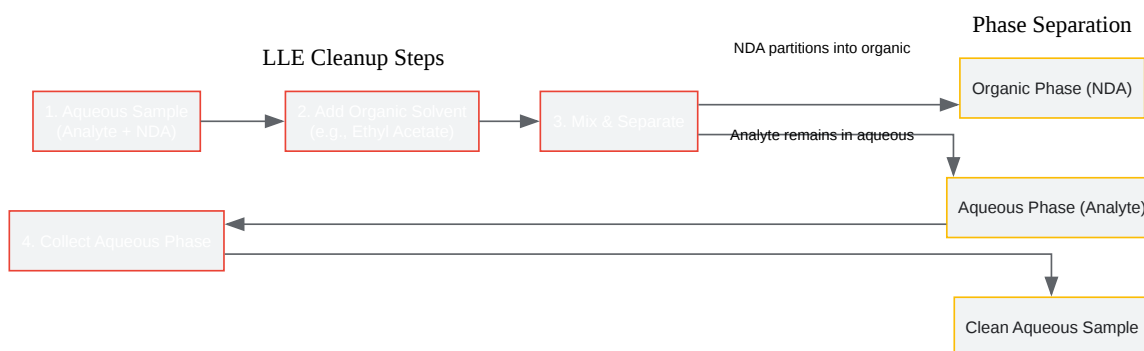 Phase Separation
LLE Cleanup Steps
NDA partitions into organic
1. Aqueous Sample
(Analyte + NDA)
2. Add Organic Solvent
(e.g., Ethyl Acetate)
3. Mix & Separate
Organic Phase (NDA)
Analyte remains in aqueous
Aqueous Phase (Analyte)
4. Collect Aqueous Phase
Clean Aqueous Sample